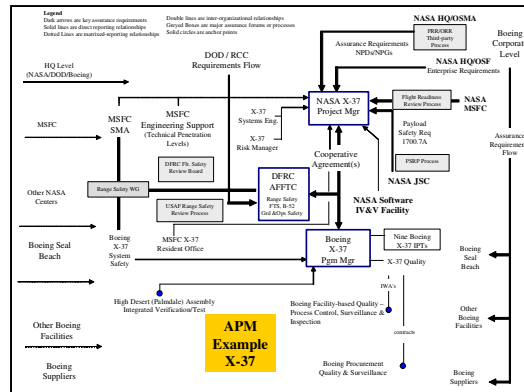 Legend
Dark arrows are key assurance requirements
Solid lines are direct reporting relationships
Dotted Lines are matrixed-reporting relationships
Double lines are inter-organizational relationships
Greyed Boxes are major assurance forums or processes
Solid circles are anchor points
HQ Level
(NASA/DOD/Boeing)
DOD / RCC
Requirements Flow
Assurance Requirements
NPDs/NPGs
NASA HQ/OSMA
PRR/ORR
Third-party
Process
Boeing
Corporate
Level
NASA HQ/OSF
Enterprise Requirements
MSFC
MSFC
SMA
MSFC
Engineering Support
(Technical Penetration
Levels)
X-37
Systems Eng.
X-37
Risk Manager
NASA X-37
Project Mgr
Flight Readiness
Review Process
NASA
MSFC
Payload
Safety Req
1700.7A
PSRP Process
NASA JSC
Assurance
Requirement
Flow
DFRC Flt. Safety
Review Board
Cooperative
Agreement(s)
Other NASA
Centers
Range Safety WG
USAF Range Safety
Review Process
DFRC
AFFTC
Range Safety
FTS, B-52
Grd &Ops Safety
NASA Software
IV&V Facility
Boeing Seal
Beach
Boeing
X-37
System
Safety
MSFC X-37
Resident Office
Boeing
X-37
Pgm Mgr
Nine Boeing
X-37 IPTs
X-37 Quality
Boeing
Seal
Beach
High Desert (Palmdale) Assembly
Integrated Verification/Test
Boeing Facility-based Quality –
Process Control, Surveillance &
Inspection
IWA's
contracts
Other Boeing
Facilities
APM
Example
X-37
Other
Boeing
Facilities
Boeing
Suppliers
Boeing Procurement
Quality & Surveillance
Boeing
Suppliers